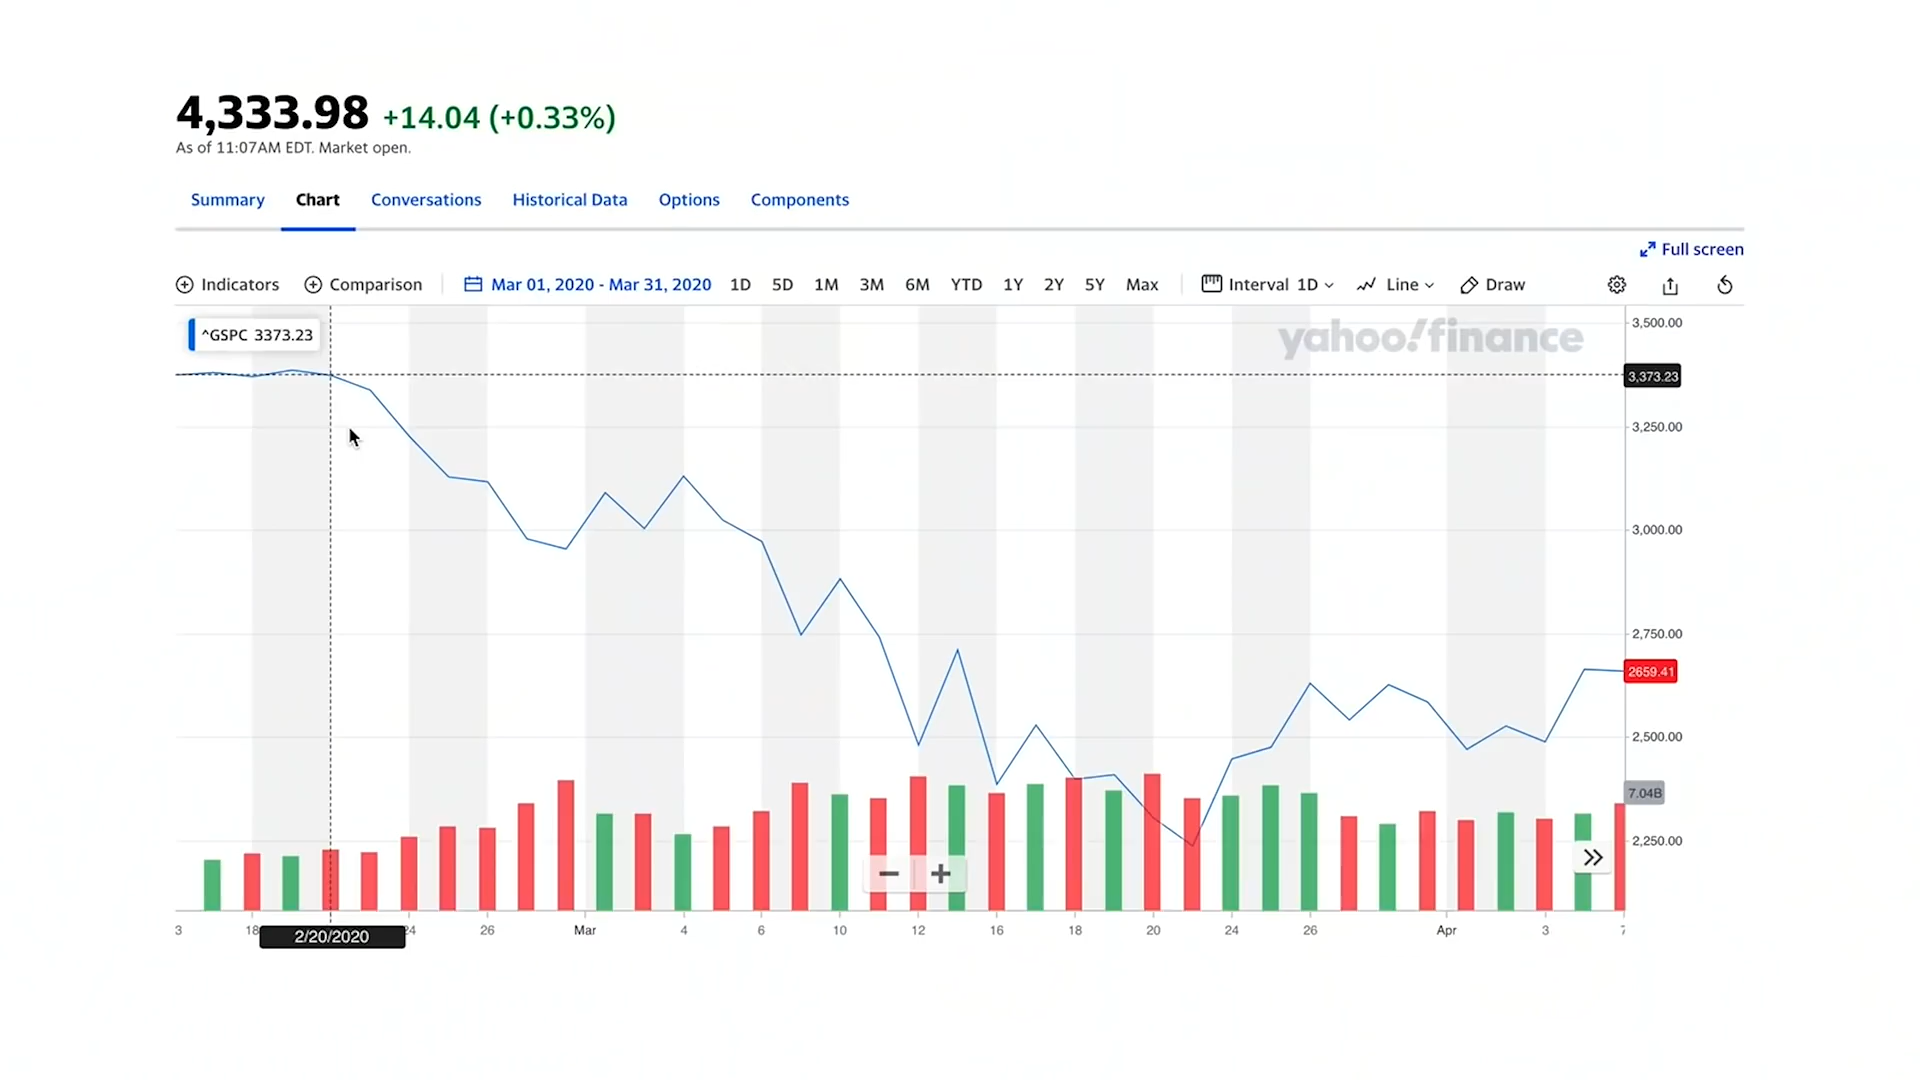 4,333.98 +14.04 (+0.33%)
As of 11:07AM EDT. Market open.
Summary Chart Conversations Historical Data Options Components
Full screen
Indicators Comparison Mar 01, 2020 - Mar 31, 2020 1D 5D 1M 3M 6M YTD 1Y 2Y 5Y Max Interval 1D Line Draw
^GSPC 3373.23
yahoo!finance
3,500.00
3,373.23
3,250.00
3,000.00
2,750.00
2659.41
2,500.00
7.04B
2,250.00
3 18 24 26 Mar 4 6 10 12 16 18 20 24 26 Apr 3 7
2/20/2020